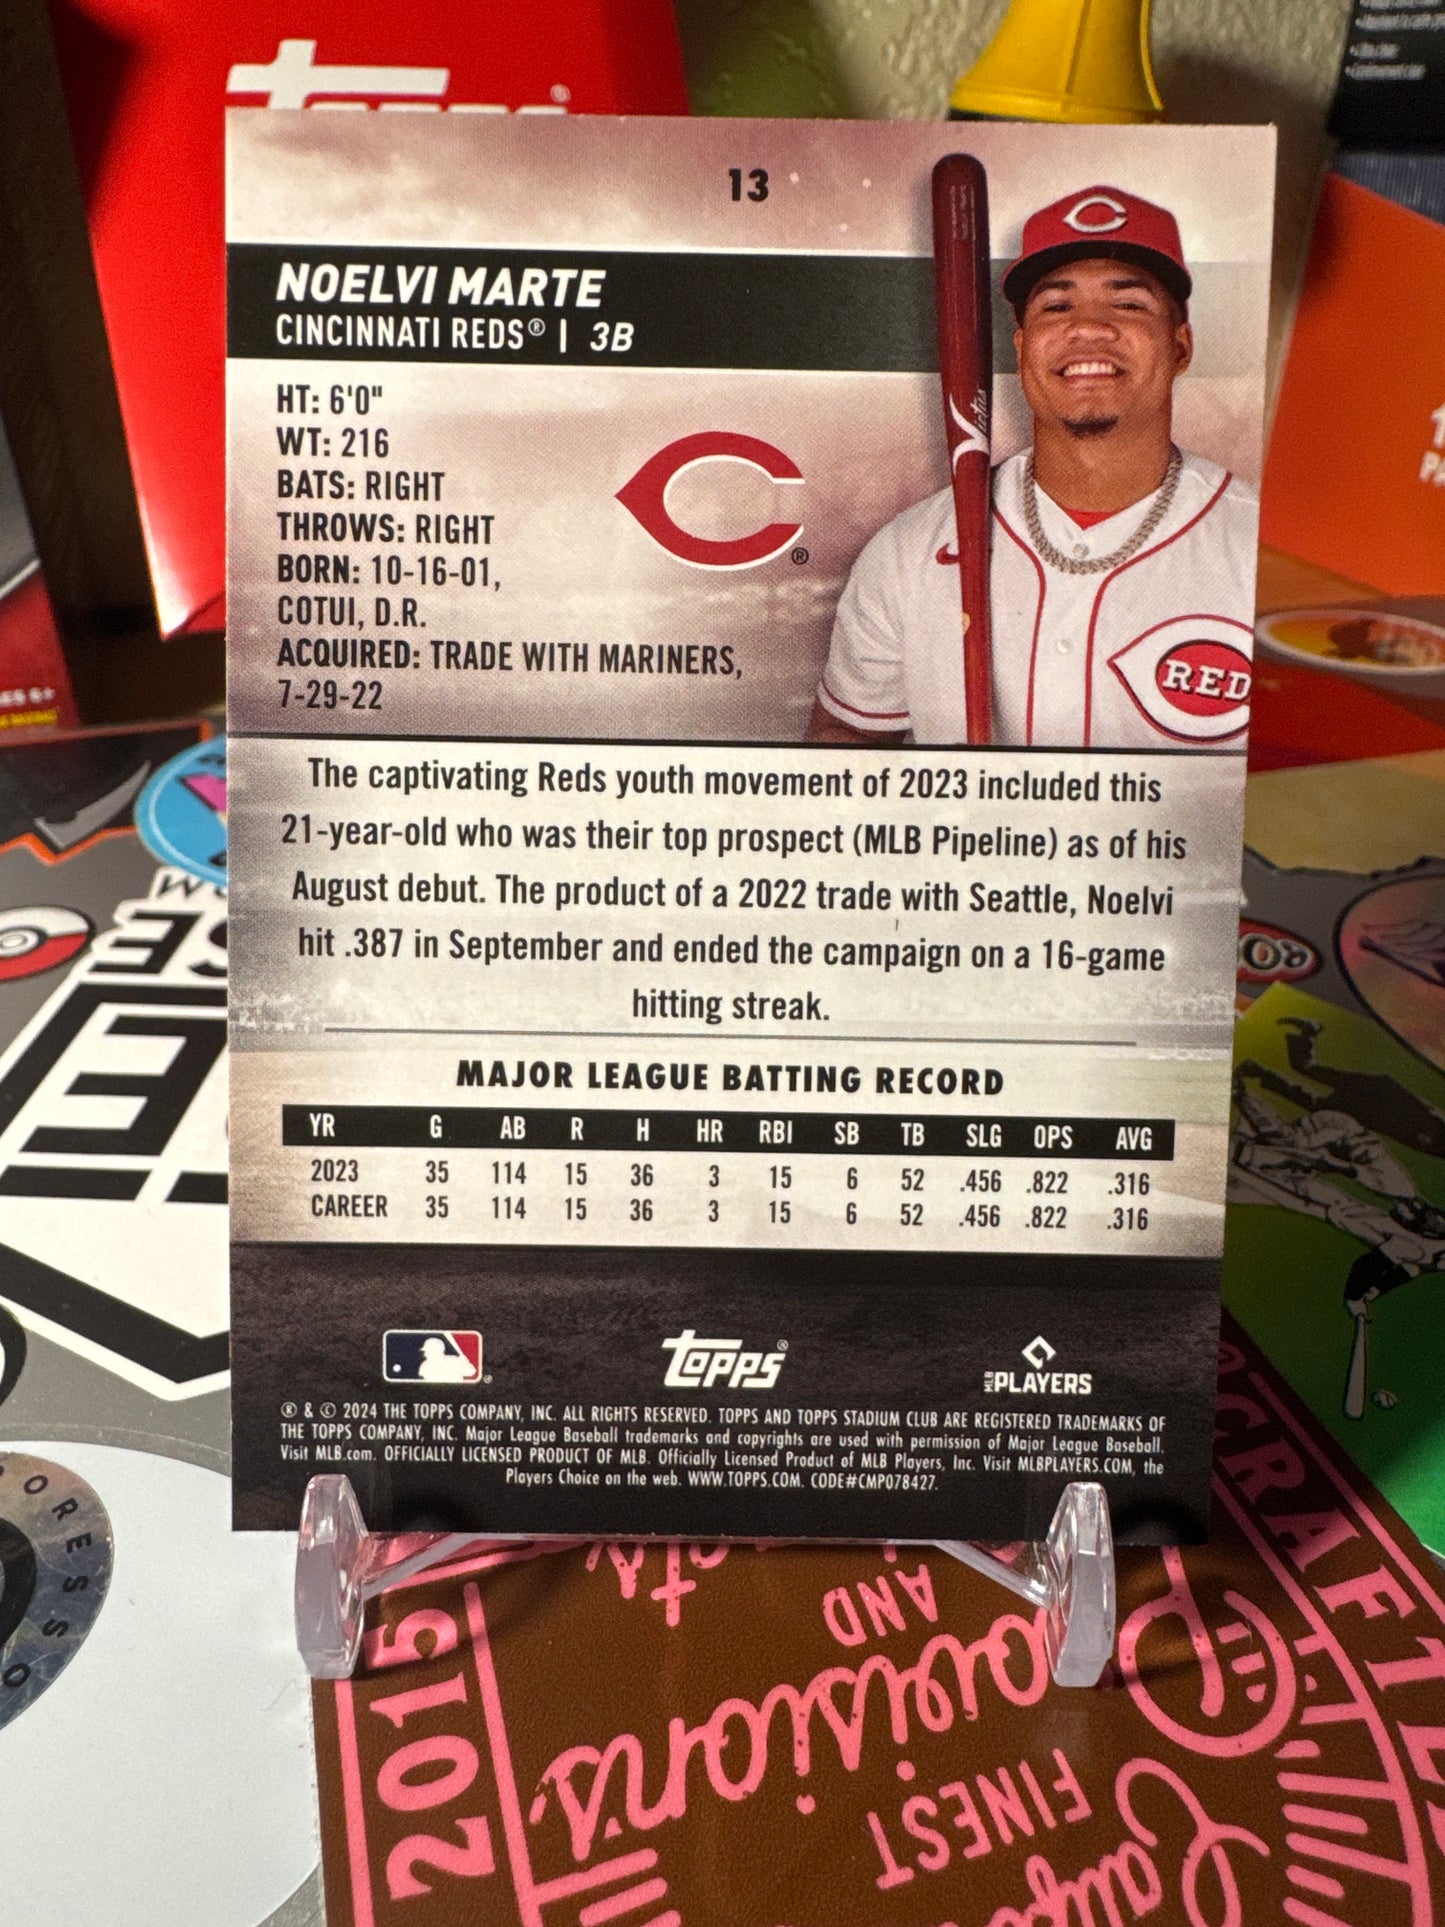 Topps®
13
NOELVI MARTE
CINCINNATI REDS® | 3B
HT: 6'0"
WT: 216
BATS: RIGHT
THROWS: RIGHT
BORN: 10-16-01,
COTUI, D.R.
ACQUIRED: TRADE WITH MARINERS,
7-29-22
®
REDS
The captivating Reds youth movement of 2023 included this
21-year-old who was their top prospect (MLB Pipeline) as of his
August debut. The product of a 2022 trade with Seattle, Noelvi
hit .387 in September and ended the campaign on a 16-game
hitting streak.
MAJOR LEAGUE BATTING RECORD
YR G AB R H HR RBI SB TB SLG OPS AVG
2023 35 114 15 36 3 15 6 52 .456 .822 .316
CAREER 35 114 15 36 3 15 6 52 .456 .822 .316
Topps®
MLB PLAYERS
® & © 2024 THE TOPPS COMPANY, INC. ALL RIGHTS RESERVED. TOPPS AND TOPPS STADIUM CLUB ARE REGISTERED TRADEMARKS OF
THE TOPPS COMPANY, INC. Major League Baseball trademarks and copyrights are used with permission of Major League Baseball.
Visit MLB.com. OFFICIALLY LICENSED PRODUCT OF MLB. Officially Licensed Product of MLB Players, Inc. Visit MLBPLAYERS.COM, the
Players Choice on the web. WWW.TOPPS.COM. CODE#CMP078427.
2015
AND
Provisions
FINEST